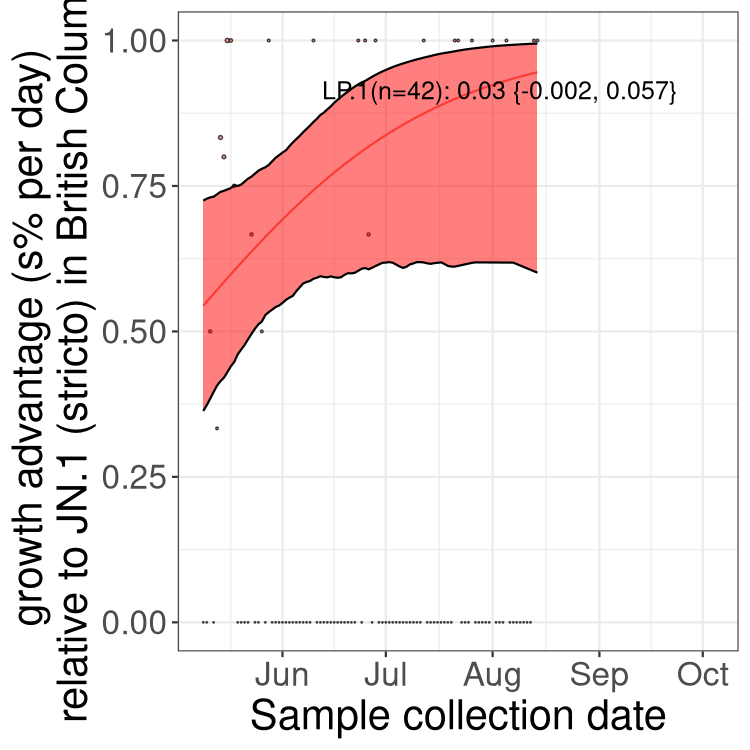 growth advantage (s% per day)
relative to JN.1 (stricto) in British Colum
1.00
0.75
0.50
0.25
0.00
LP.1(n=42): 0.03 {-0.002, 0.057}
Jun Jul Aug Sep Oct
Sample collection date